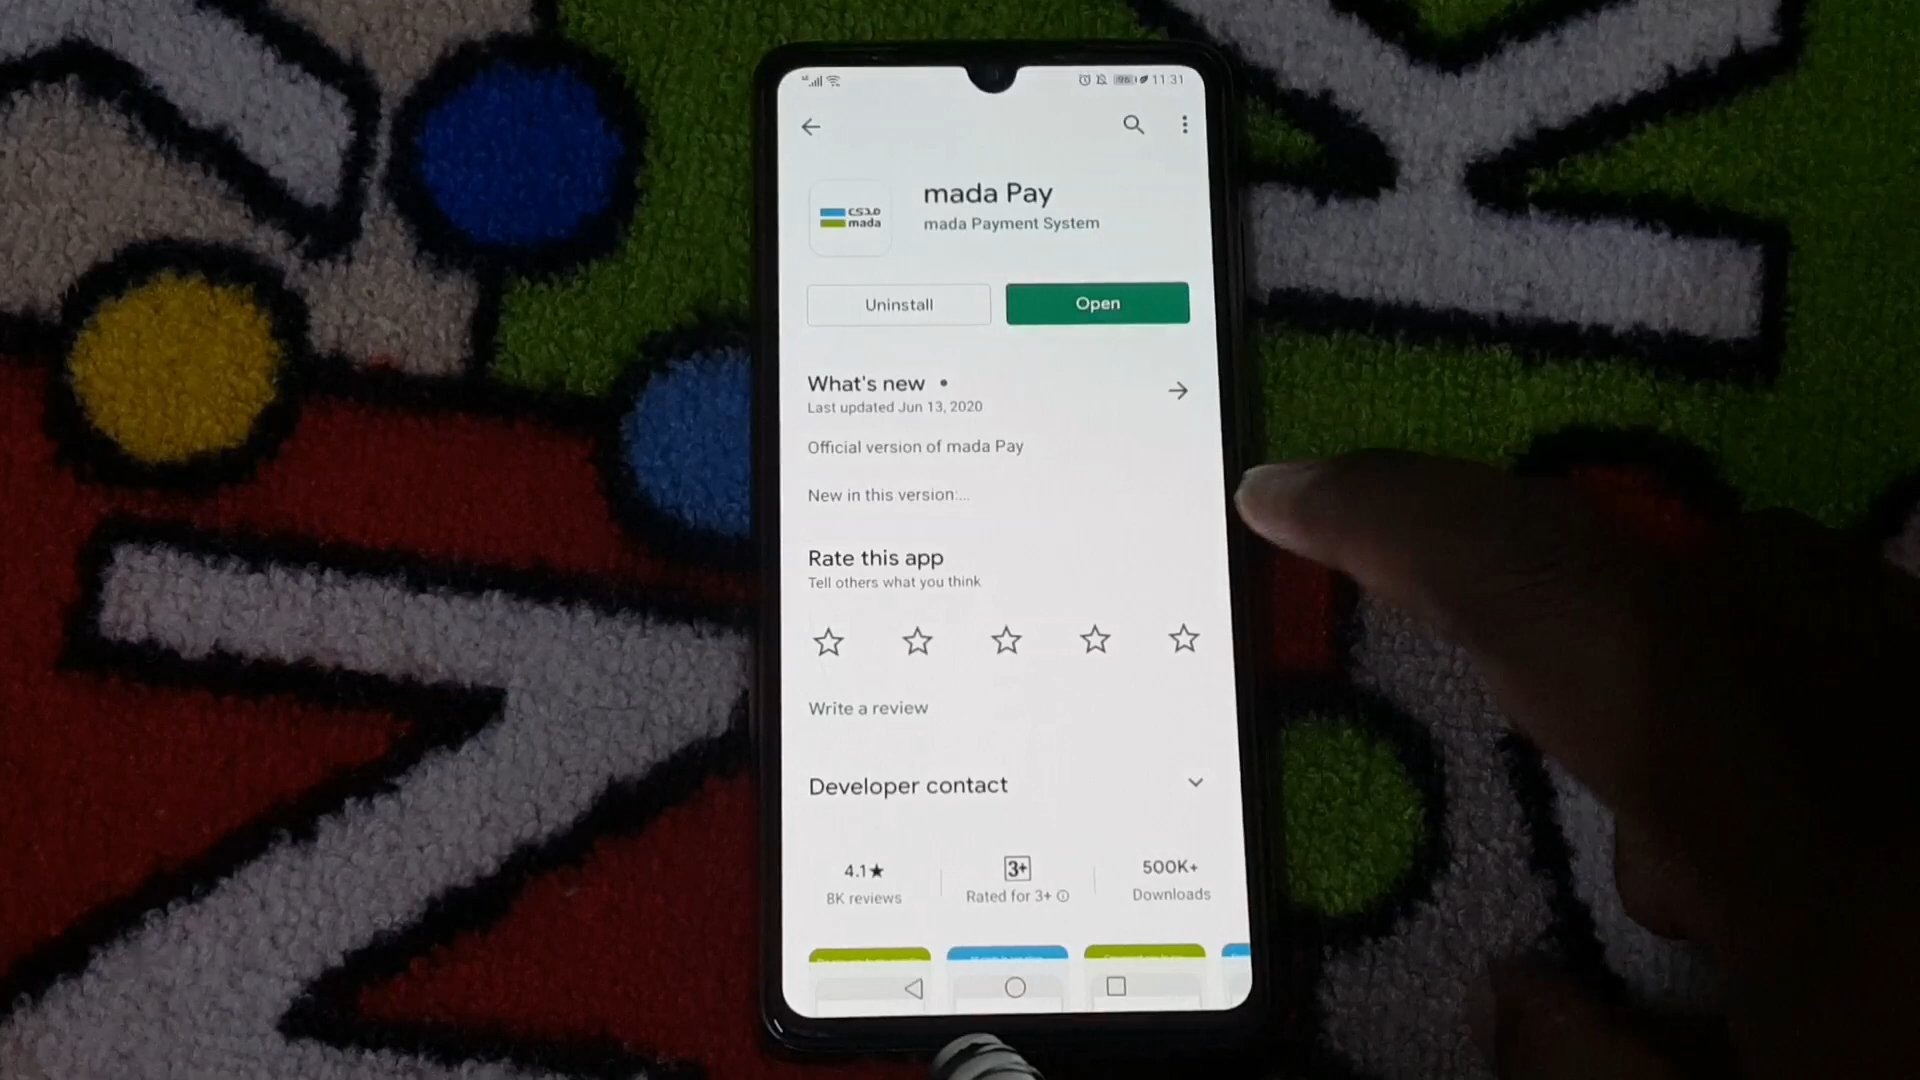 11:31
mada Pay
mada Payment System
mada
Uninstall
Open
What's new •
Last updated Jun 13, 2020
Official version of mada Pay
New in this version:...
Rate this app
Tell others what you think
Write a review
Developer contact
4.1★
3+
500K+
8K reviews
Rated for 3+
Downloads